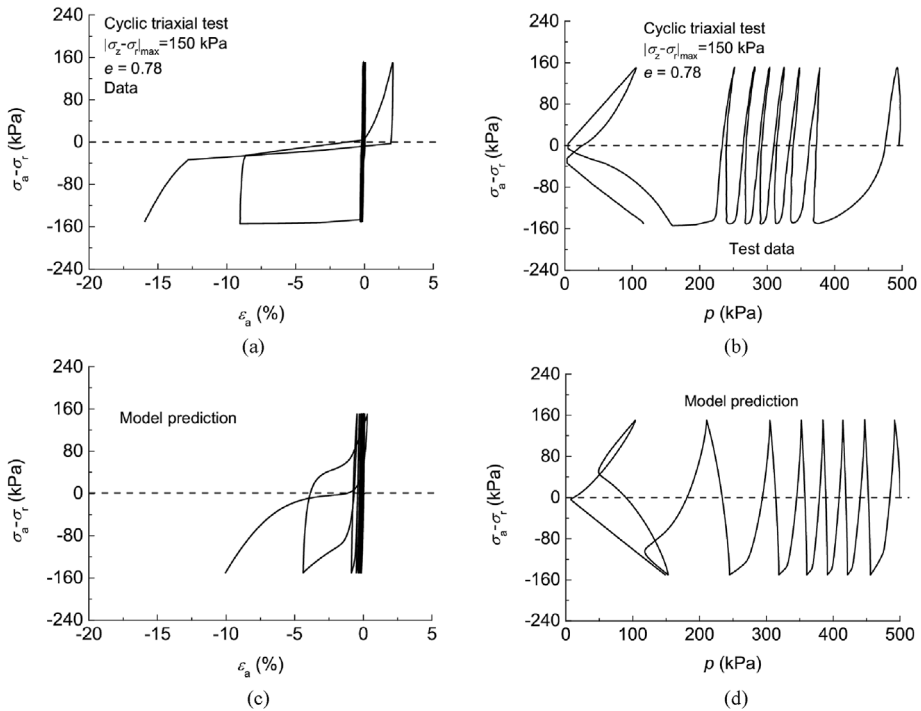 Cyclic triaxial test
|σz-σr|max=150 kPa
e = 0.78
Data
240
160
80
0
-80
-160
-240
-20
-15
-10
-5
0
5
σa-σr (kPa)
εa (%)
(a)
Cyclic triaxial test
|σz-σr|max=150 kPa
e = 0.78
Test data
240
160
80
0
-80
-160
-240
0
100
200
300
400
500
σa-σr (kPa)
p (kPa)
(b)
Model prediction
240
160
80
0
-80
-160
-240
-20
-15
-10
-5
0
5
σa-σr (kPa)
εa (%)
(c)
Model prediction
240
160
80
0
-80
-160
-240
0
100
200
300
400
500
σa-σr (kPa)
p (kPa)
(d)